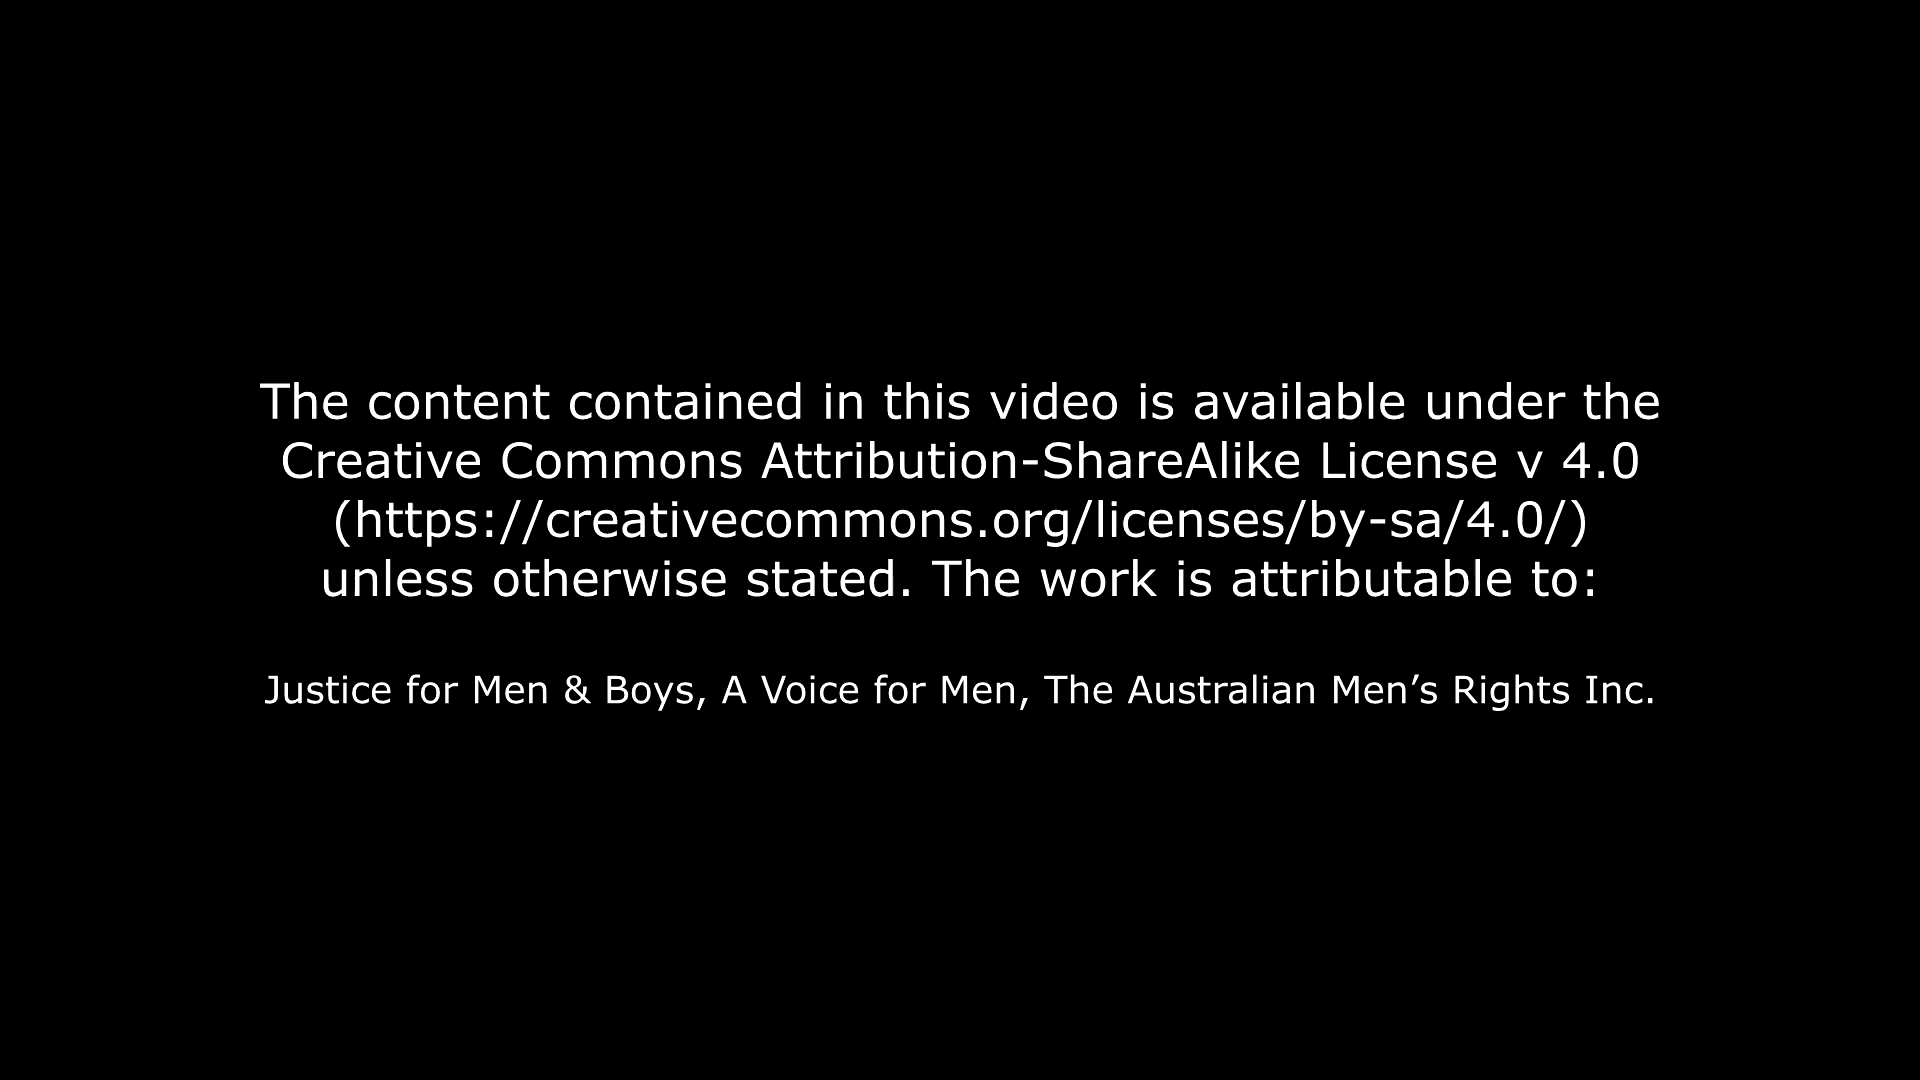 The content contained in this video is available under the
Creative Commons Attribution-ShareAlike License v 4.0
(https://creativecommons.org/licenses/by-sa/4.0/)
unless otherwise stated. The work is attributable to:
Justice for Men & Boys, A Voice for Men, The Australian Men’s Rights Inc.